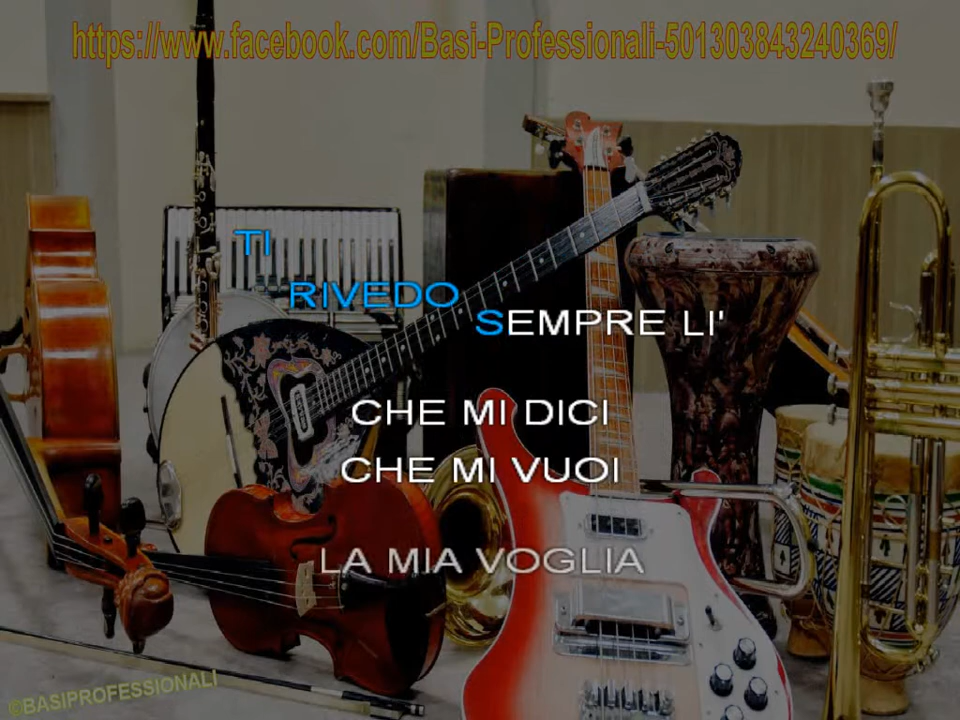 https://www.facebook.com/Basi-Professionali-501303843240369/
TI
RIVEDO
SEMPRE LI'
CHE MI DICI
CHE MI VUOI
LA MIA VOGLIA
©BASIPROFESSIONALI